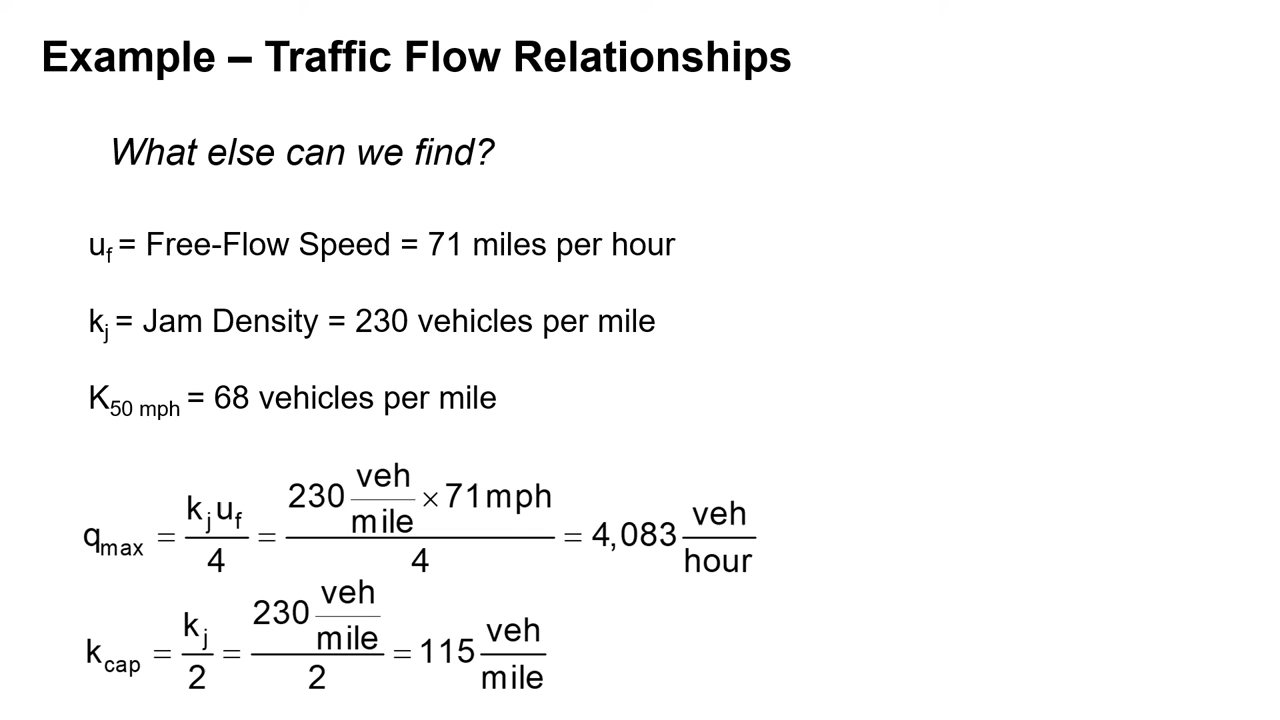 Example – Traffic Flow Relationships
What else can we find?
u_f = Free-Flow Speed = 71 miles per hour
k_j = Jam Density = 230 vehicles per mile
K_50 mph = 68 vehicles per mile
q_max = k_j u_f / 4 = 230 veh/mile × 71mph / 4 = 4,083 veh/hour
k_cap = k_j / 2 = 230 veh/mile / 2 = 115 veh/mile